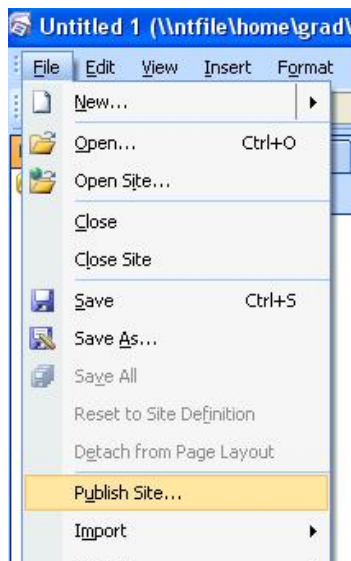 Untitled 1 (\\ntfile\home\grad\
File Edit View Insert Format
New...
Open... Ctrl+O
Open Site...
Close
Close Site
Save Ctrl+S
Save As...
Save All
Reset to Site Definition
Detach from Page Layout
Publish Site...
Import